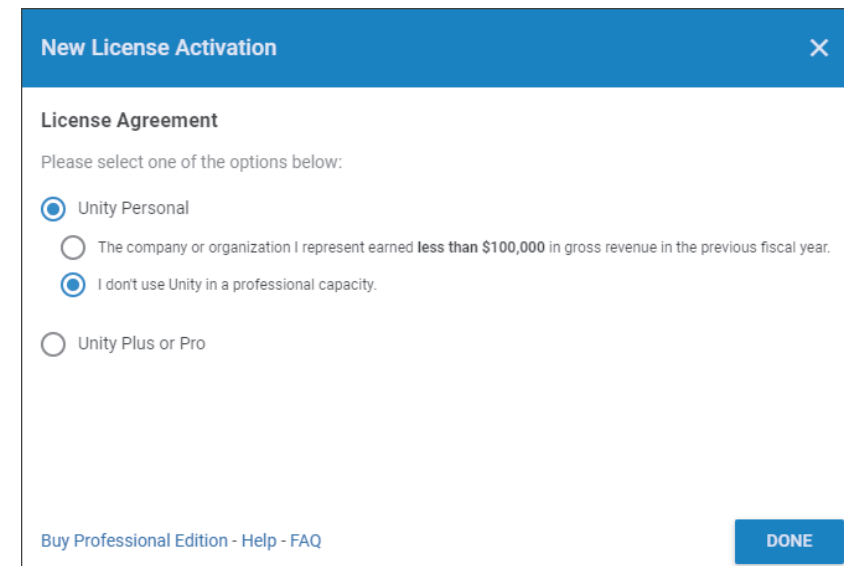 New License Activation
License Agreement
Please select one of the options below:
Unity Personal
The company or organization I represent earned less than $100,000 in gross revenue in the previous fiscal year.
I don't use Unity in a professional capacity.
Unity Plus or Pro
Buy Professional Edition - Help - FAQ
DONE